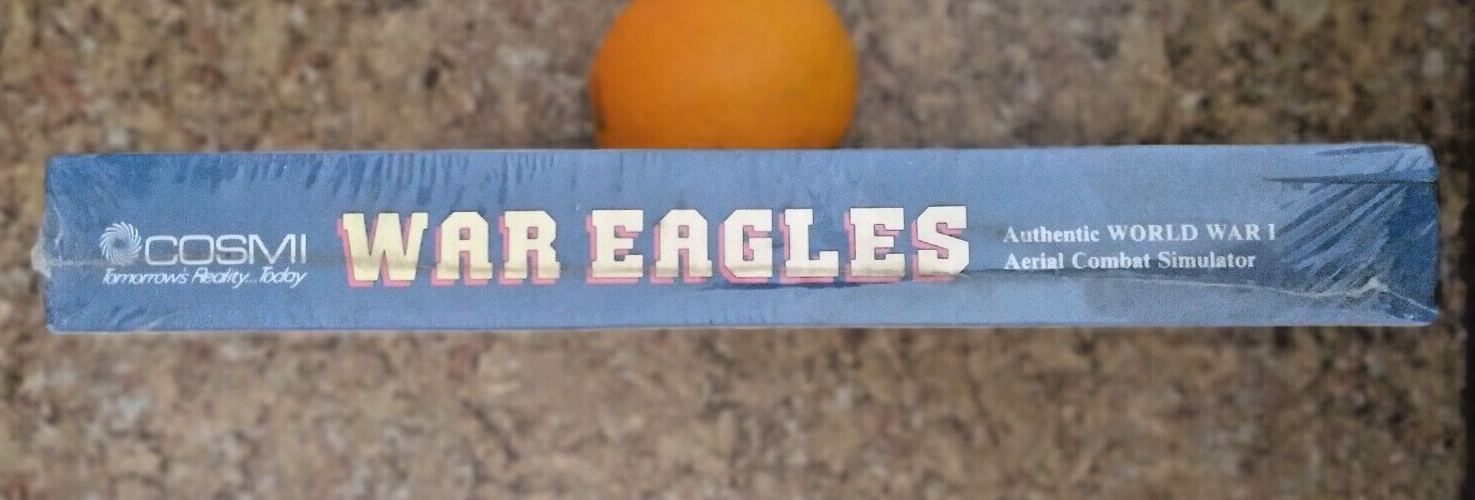 COSMI
Tomorrow's Reality...Today
WAR EAGLES
Authentic WORLD WAR I
Aerial Combat Simulator